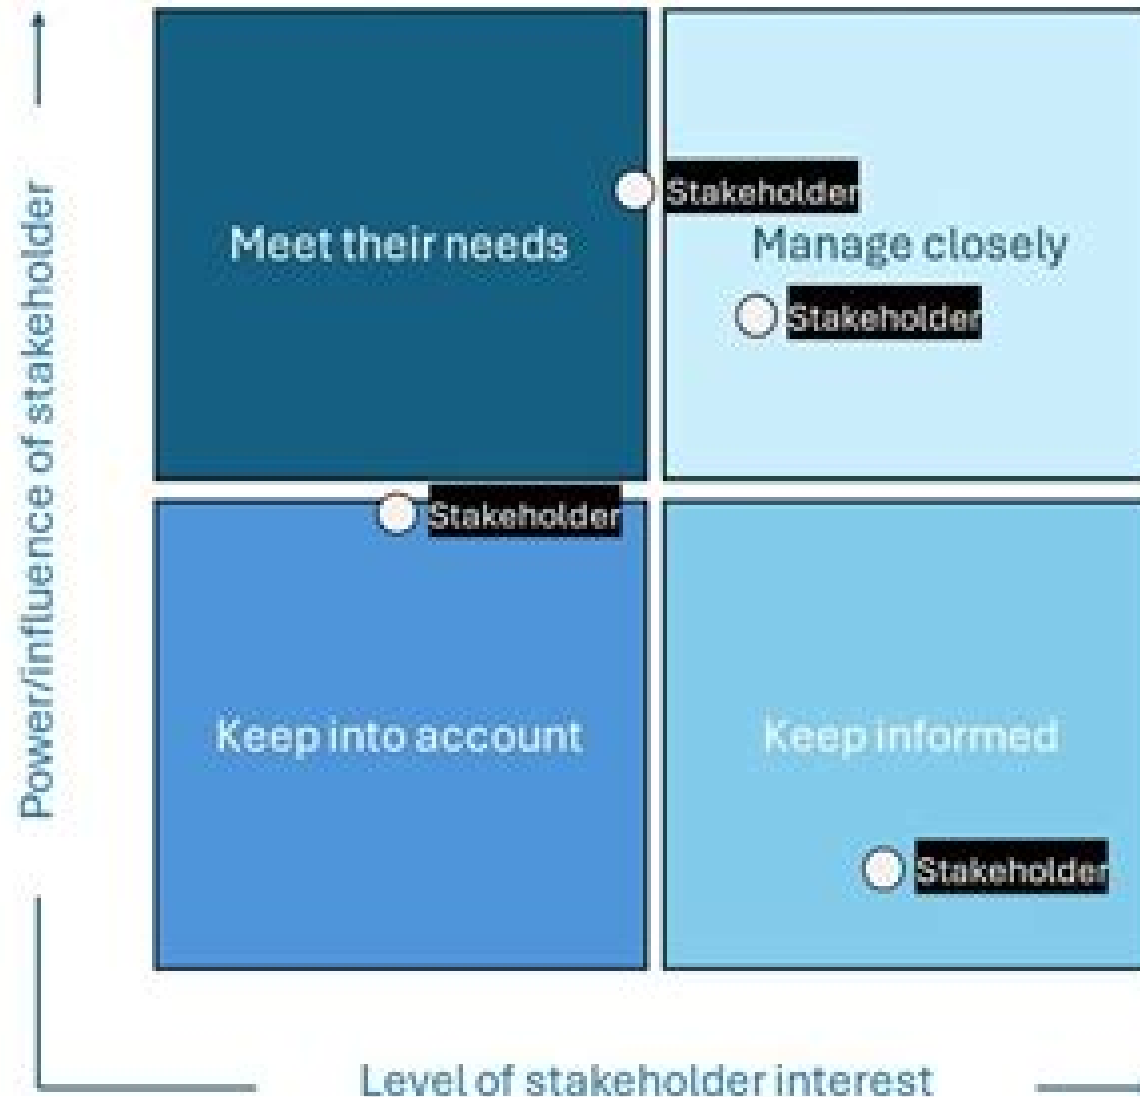 Power/influence of stakeholder
Stakeholder
Meet their needs
Manage closely
Stakeholder
Stakeholder
Keep into account
Keep informed
Stakeholder
Level of stakeholder interest